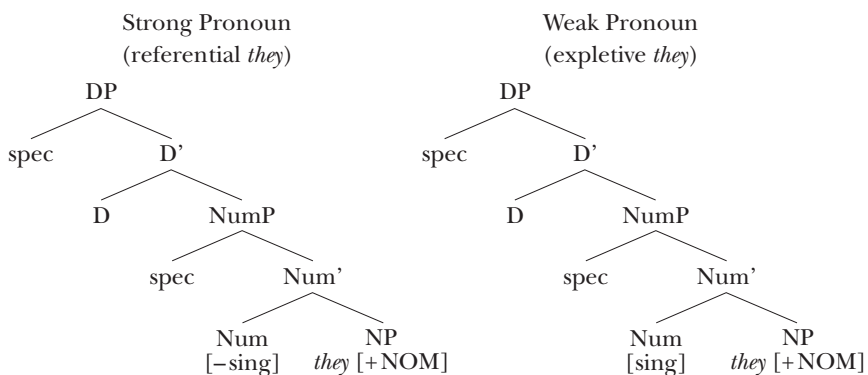 Strong Pronoun Weak Pronoun
(referential they) (expletive they)
DP DP
spec D’ spec D’
D NumP D NumP
spec Num’ spec Num’
Num NP Num NP
[–sing] they [+NOM] [sing] they [+NOM]